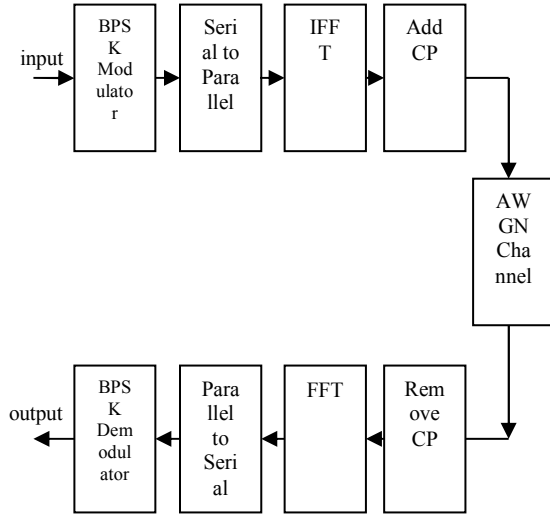 input
BPS
K
Mod
ulato
r
Seri
al to
Para
llel
IFF
T
Add
CP
AW
GN
Cha
nnel
output
BPS
K
Dem
odul
ator
Para
llel
to
Seri
al
FFT
Rem
ove
CP